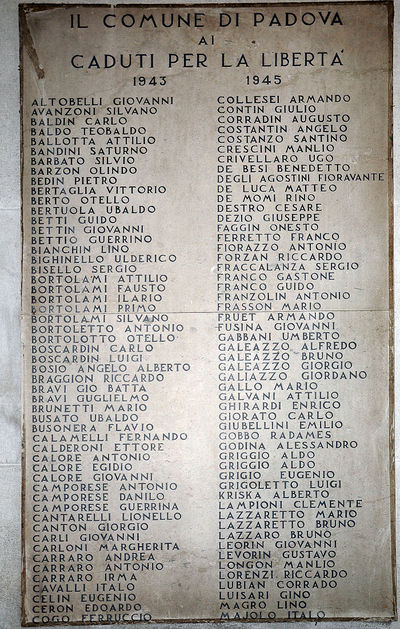 IL COMUNE DI PADOVA
AI
CADUTI PER LA LIBERTA'
1943 1945
ALTOBELLI GIOVANNI
AVANZONI SILVANO
BALDIN CARLO
BALDO TEOBALDO
BALLOTTA ATTILIO
BANDINI SATURNO
BARBATO SILVIO
BARZON OLINDO
BEDIN PIETRO
BERTAGLIA VITTORIO
BERTO OTELLO
BERTUOLA UBALDO
BETTI GUIDO
BETTIN GIOVANNI
BETTIO GUERRINO
BIANCHIN LINO
BIGHINELLO ULDERICO
BISELLO SERGIO
BORTOLAMI ATTILIO
BORTOLAMI FAUSTO
BORTOLAMI ILARIO
BORTOLAMI PRIMO
BORTOLAMI SILVANO
BORTOLETTO ANTONIO
BORTOLOTTO OTELLO
BOSCARDIN CARLO
BOSCARDIN LUIGI
BOSIO ANGELO ALBERTO
BRAGGION RICCARDO
BRAVI GIO BATTA
BRAVI GUGLIELMO
BRUNETTI MARIO
BUSATO UBALDO
BUSONERA FLAVIO
CALAMELLI FERNANDO
CALDERONI ETTORE
CALORE ANTONIO
CALORE EGIDIO
CALORE GIOVANNI
CAMPORESE ANTONIO
CAMPORESE DANILO
CAMPORESE GUERRINA
CANTARELLI LIONELLO
CANTON GIORGIO
CARLI GIOVANNI
CARLONI MARGHERITA
CARRARO ANDREA
CARRARO ANTONIO
CARRARO IRMA
CAVALLI ITALO
CELIN EUGENIO
CERON EDOARDO
COGO FERRUCCIO
COLLESEI ARMANDO
CONTIN GIULIO
CORRADIN AUGUSTO
COSTANTIN ANGELO
COSTANZO SANTINO
CRESCINI MANLIO
CRIVELLARO UGO
DE BESI BENEDETTO
DEGLI AGOSTINI FIORAVANTE
DE LUCA MATTEO
DE MOMI RINO
DESTRO CESARE
DEZIO GIUSEPPE
FAGGIN ONESTO
FERRETTO FRANCO
FIORAZZO ANTONIO
FORZAN RICCARDO
FRACCALANZA SERGIO
FRANCO GASTONE
FRANCO GUIDO
FRANZOLIN ANTONIO
FRASSON MARIO
FRUET ARMANDO
FUSINA GIOVANNI
GABBANI UMBERTO
GALEAZZO ALFREDO
GALEAZZO BRUNO
GALEAZZO GIORGIO
GALIAZZO GIORDANO
GALLO MARIO
GALVANI ATTILIO
GHIRARDI ENRICO
GIORATO CARLO
GIUBELLINI EMILIO
GOBBO RADAMES
GODINA ALESSANDRO
GRIGGIO ALDO
GRIGGIO ALDO
GRIGIO EUGENIO
GRIGOLETTO LUIGI
KRISKA ALBERTO
LAMPIONI CLEMENTE
LAZZARETTO MARIO
LAZZARETTO BRUNO
LAZZARO BRUNO
LEORIN GIOVANNI
LEVORIN GUSTAVO
LONGON MANLIO
LORENZI RICCARDO
LUBIAN CORRADO
LUISARI GINO
MAGRO LINO
MAJOLO ITALO